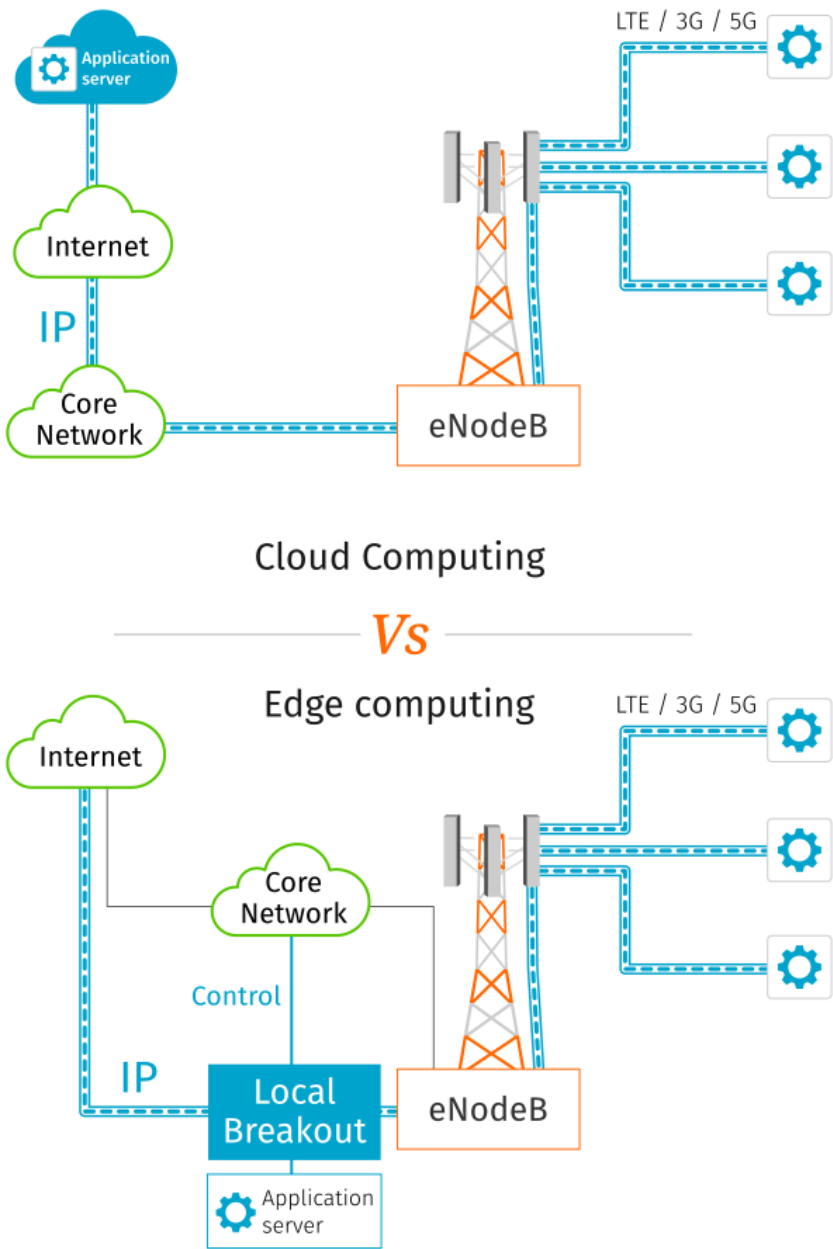 LTE / 3G / 5G
Application
server
Internet
IP
Core
Network
eNodeB
Cloud Computing
Vs
Edge computing
LTE / 3G / 5G
Internet
Core
Network
Control
IP
Local
Breakout
eNodeB
Application
server